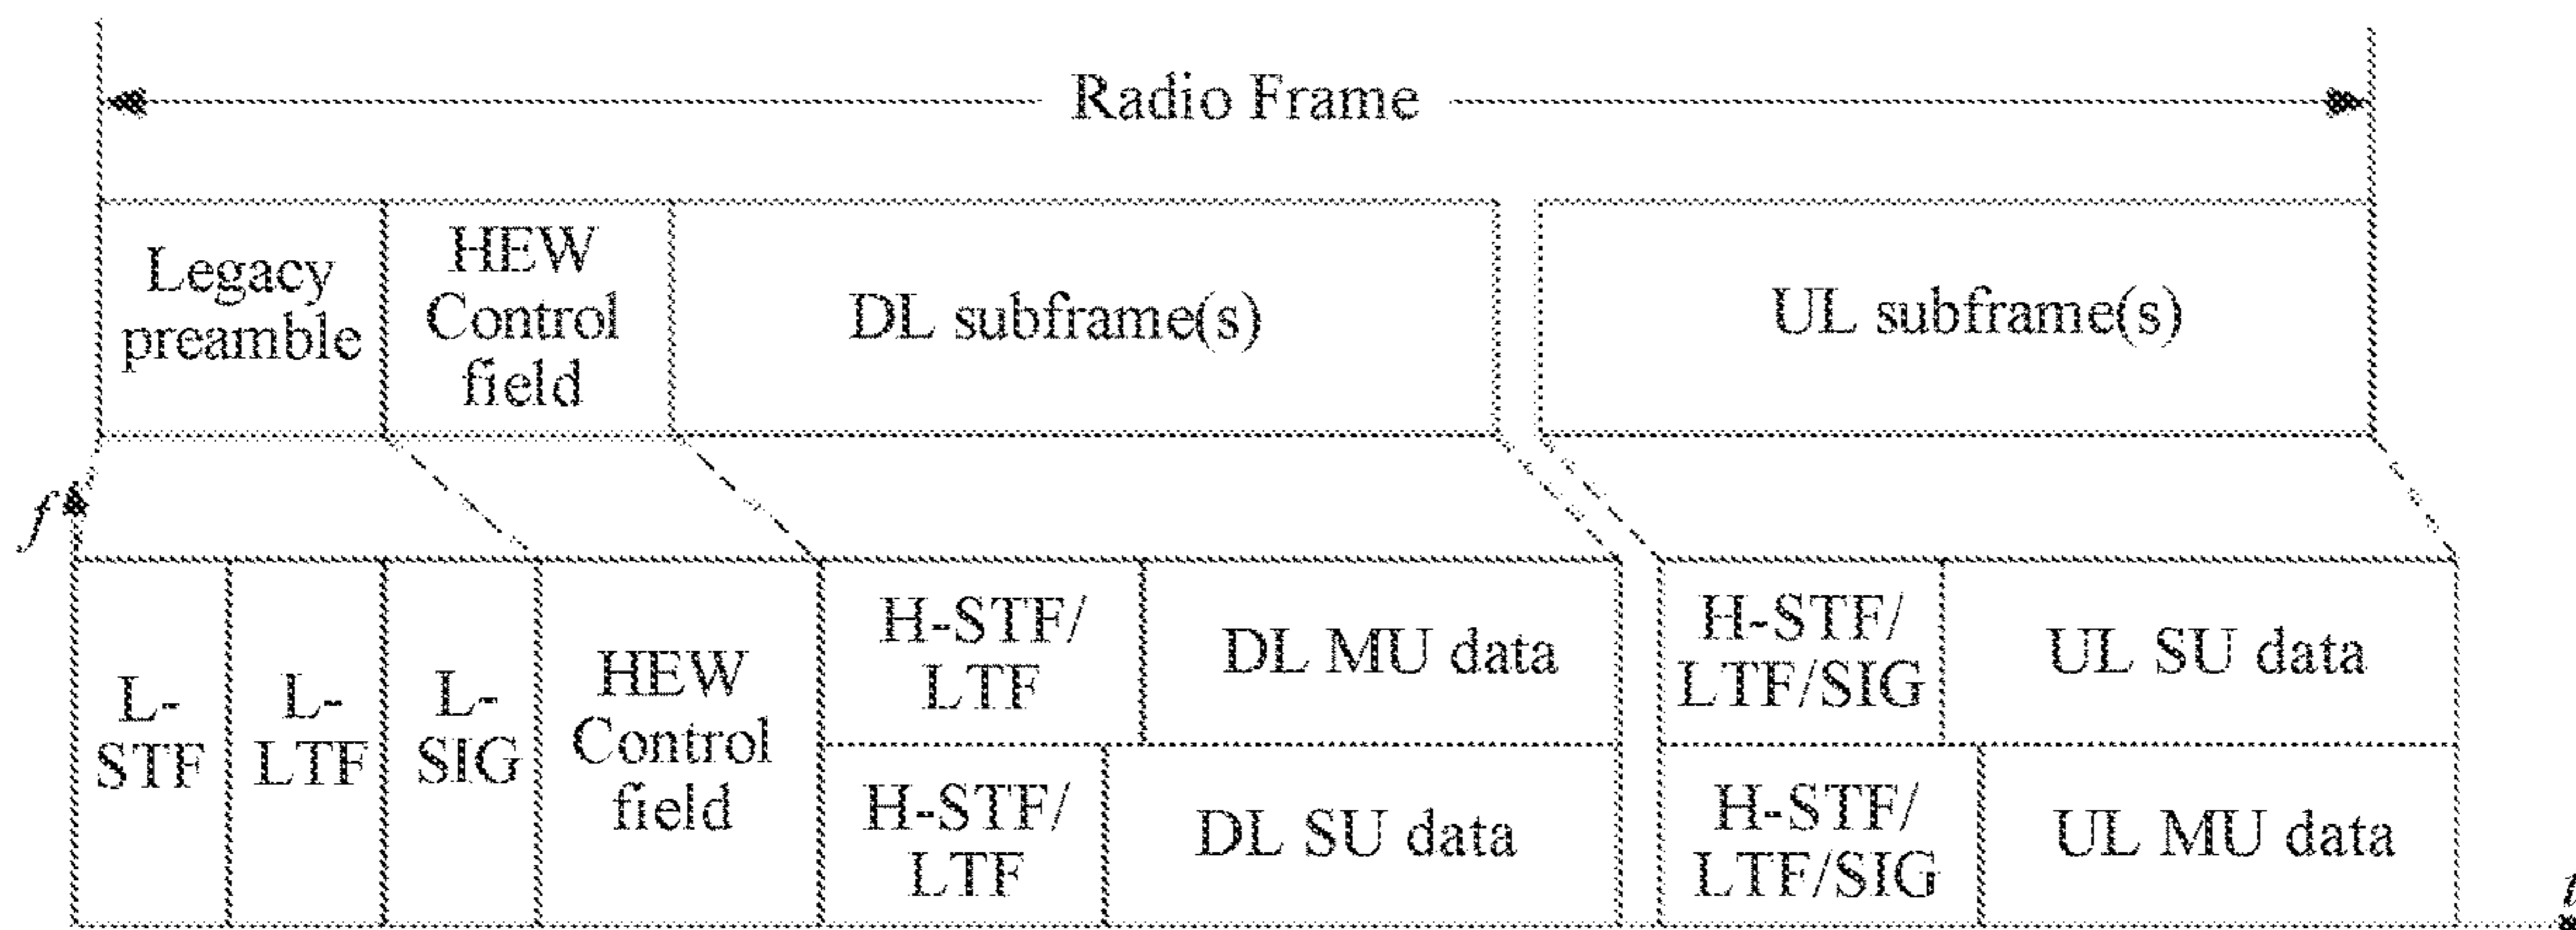 Radio Frame
Legacy
preamble
HEW
Control
field
DL subframe(s)
UL subframe(s)
f
L-
STF
L-
LTF
L-
SIG
HEW
Control
field
H-STF/
LTF
DL MU data
H-STF/
LTF/SIG
UL SU data
H-STF/
LTF
DL SU data
H-STF/
LTF/SIG
UL MU data
t